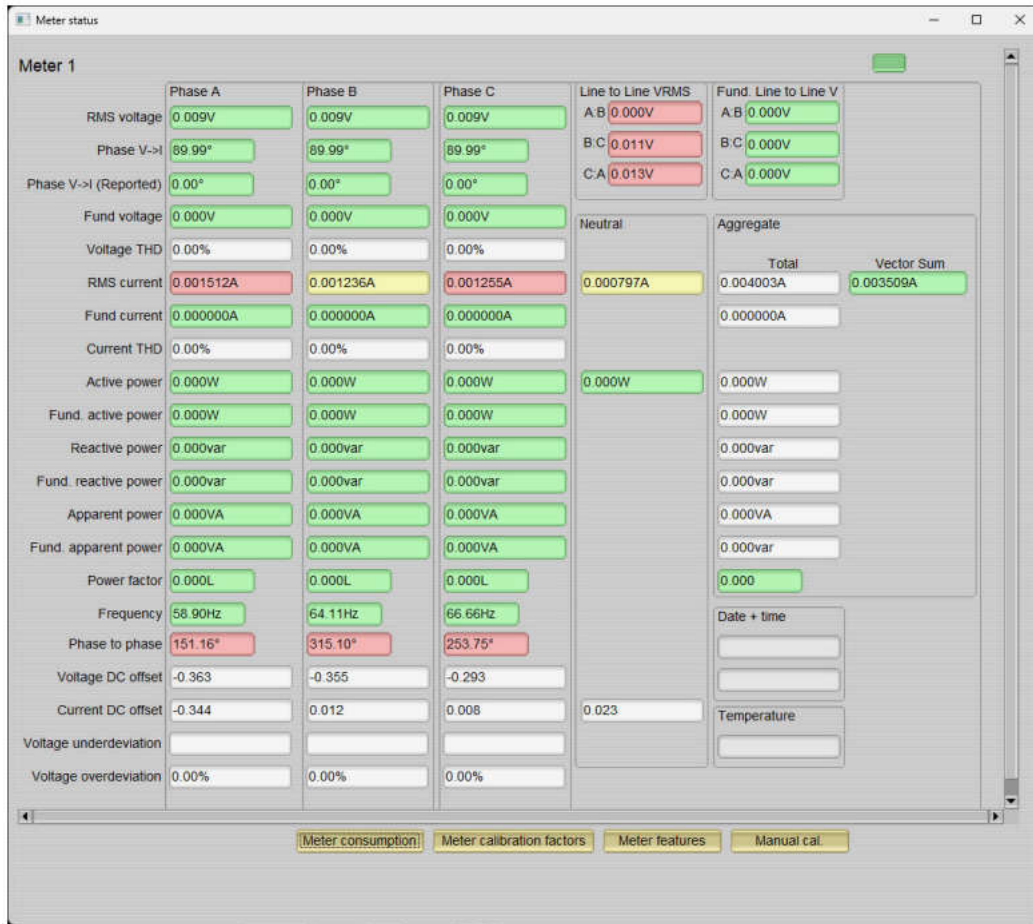 Meter status
Meter 1
Phase A Phase B Phase C Line to Line VRMS Fund. Line to Line V
RMS voltage 0.009V 0.009V 0.009V A:B 0.000V A:B 0.000V
Phase V->I 89.99° 89.99° 89.99° B:C 0.011V B:C 0.000V
Phase V->I (Reported) 0.00° 0.00° 0.00° C:A 0.013V C:A 0.000V
Fund voltage 0.000V 0.000V 0.000V Neutral Aggregate
Voltage THD 0.00% 0.00% 0.00%
Total Vector Sum
RMS current 0.001512A 0.001236A 0.001255A 0.000797A 0.004003A 0.003509A
Fund current 0.000000A 0.000000A 0.000000A 0.000000A
Current THD 0.00% 0.00% 0.00%
Active power 0.000W 0.000W 0.000W 0.000W 0.000W
Fund. active power 0.000W 0.000W 0.000W 0.000W
Reactive power 0.000var 0.000var 0.000var 0.000var
Fund. reactive power 0.000var 0.000var 0.000var 0.000var
Apparent power 0.000VA 0.000VA 0.000VA 0.000VA
Fund. apparent power 0.000VA 0.000VA 0.000VA 0.000var
Power factor 0.000L 0.000L 0.000L 0.000
Frequency 58.90Hz 64.11Hz 66.66Hz Date + time
Phase to phase 151.16° 315.10° 253.75°
Voltage DC offset -0.363 -0.355 -0.293
Current DC offset -0.344 0.012 0.008 0.023 Temperature
Voltage underdeviation
Voltage overdeviation 0.00% 0.00% 0.00%
Meter consumption Meter calibration factors Meter features Manual cal.